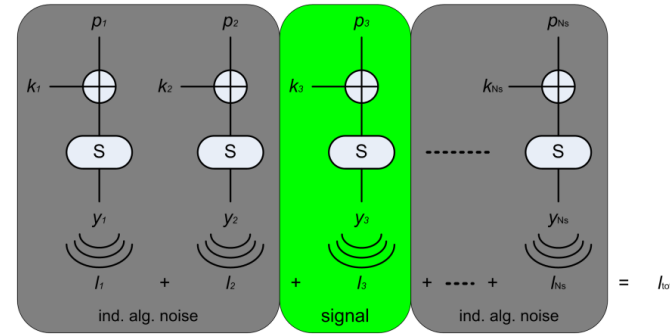 p1 p2 p3 pNs
k1 k2 k3 kNs
S S S S
y1 y2 y3 yNs
l1 + l2 + l3 + + lNs = lto
ind. alg. noise signal ind. alg. noise